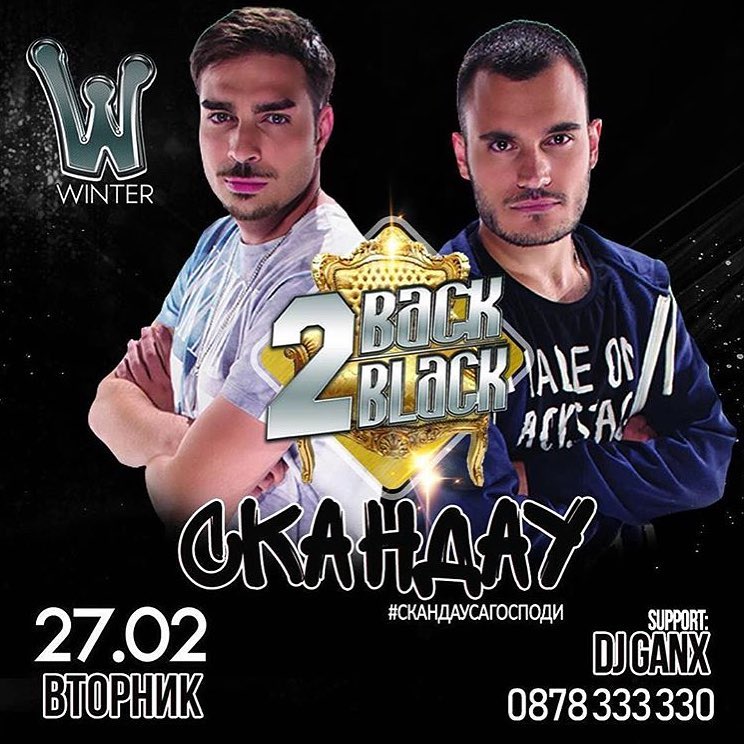 W
WINTER
BACK
2
BLACK
СКАНДАУ
#СКАНДАУСАГОСПОДИ
27.02
ВТОРНИК
SUPPORT:
DJ GANX
0878 333 330